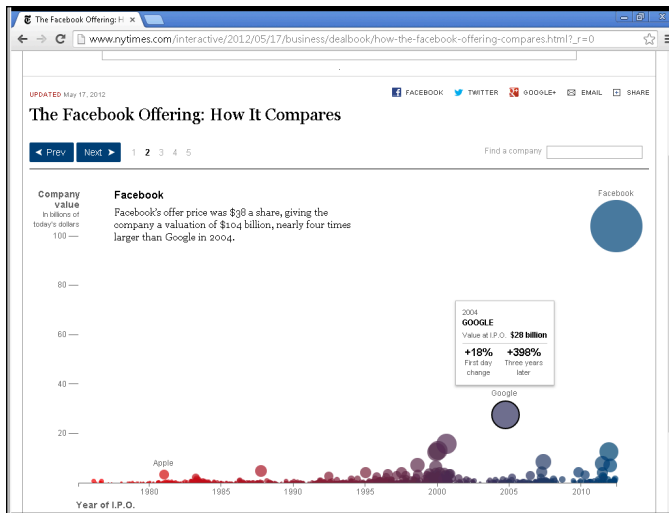 The Facebook Offering: H
www.nytimes.com/interactive/2012/05/17/business/dealbook/how-the-facebook-offering-compares.html?_r=0
UPDATED May 17, 2012
FACEBOOK TWITTER GOOGLE+ EMAIL SHARE
The Facebook Offering: How It Compares
Prev Next 1 2 3 4 5
Find a company
Company
value
In billions of
today's dollars
100
80
60
40
20
Facebook
Facebook's offer price was $38 a share, giving the
company a valuation of $104 billion, nearly four times
larger than Google in 2004.
Facebook
2004
GOOGLE
Value at I.P.O. $28 billion
+18% +398%
First day Three years
change later
Google
Apple
1980 1985 1990 1995 2000 2005 2010
Year of I.P.O.